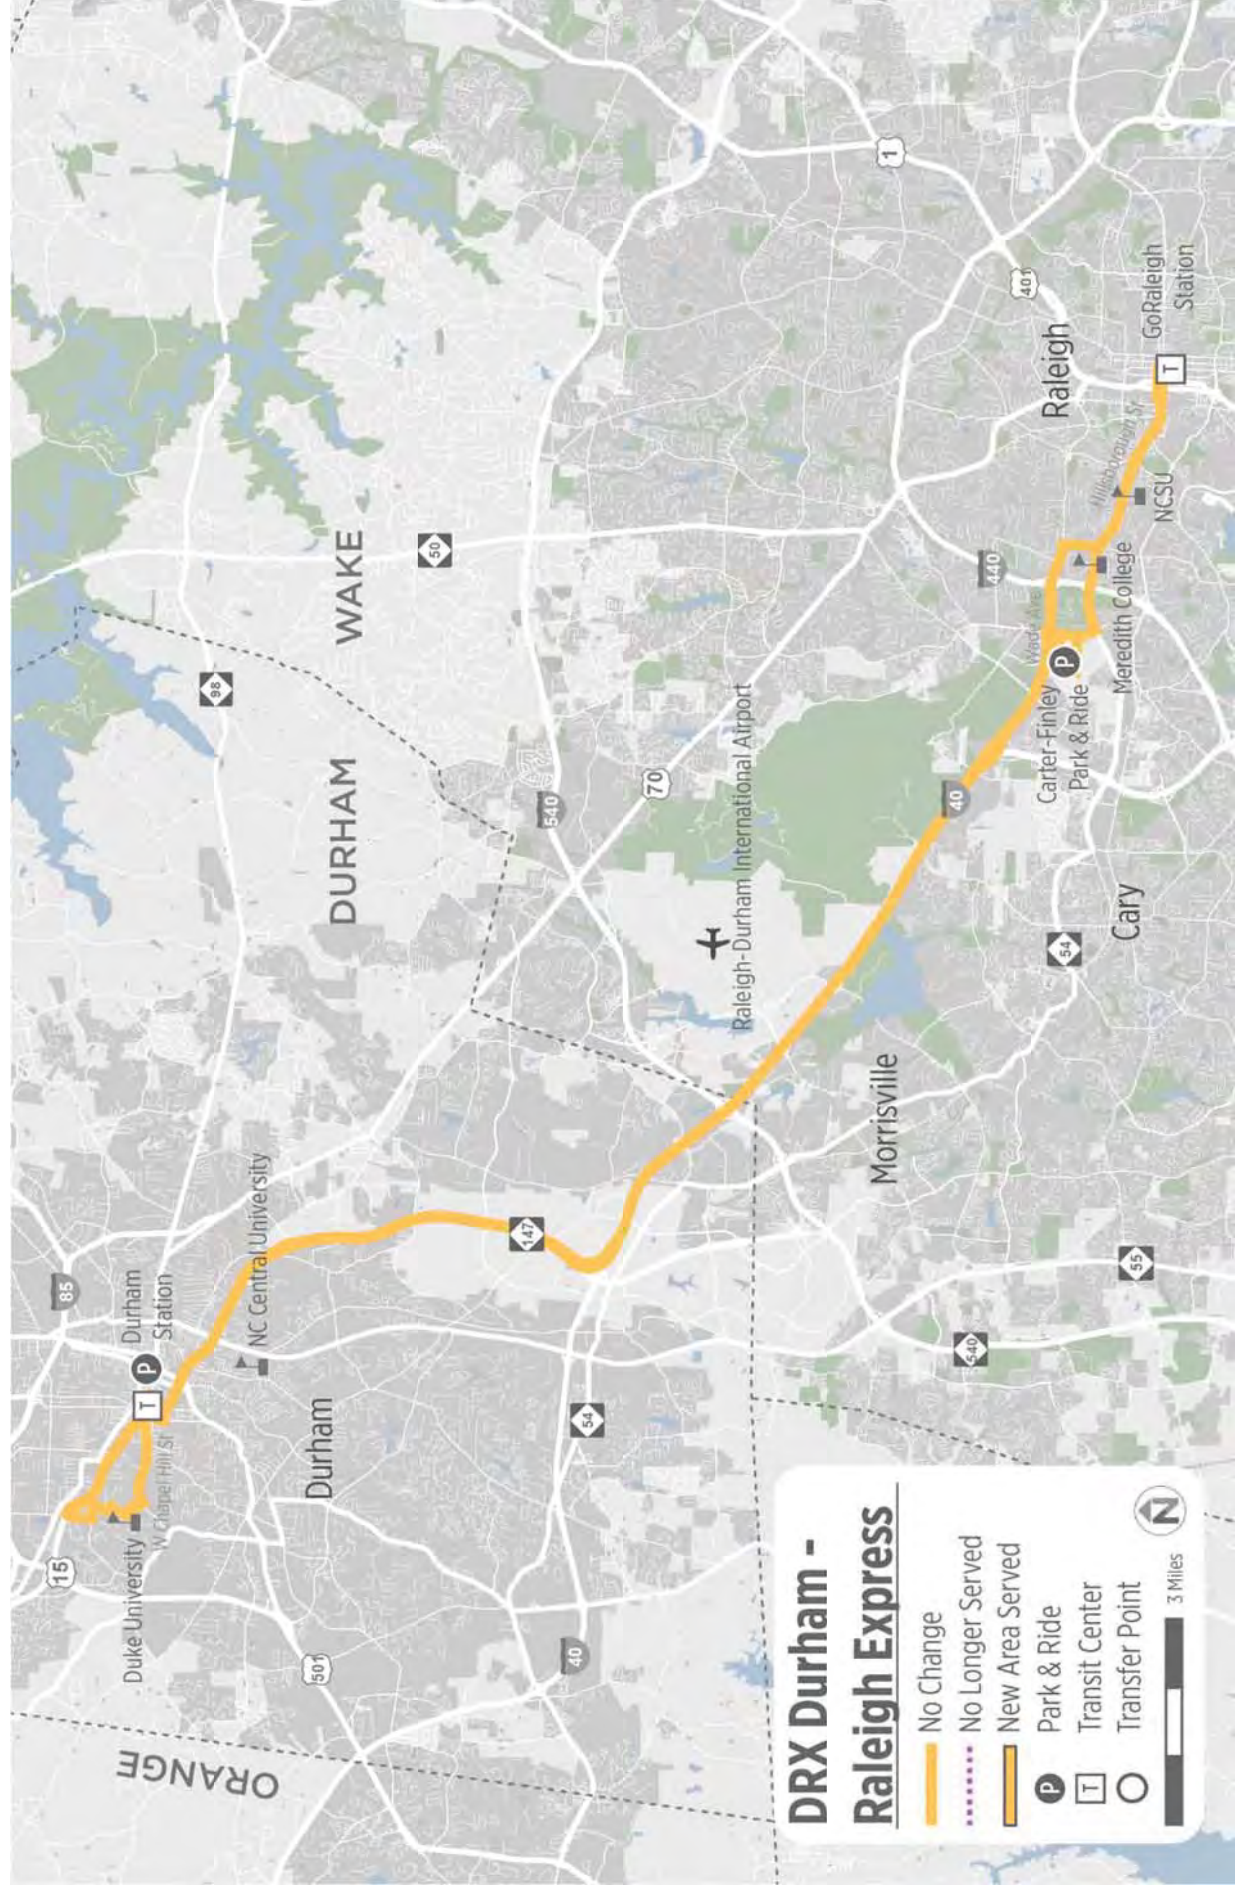 ORANGE
DURHAM
WAKE
15
85
98
50
501
40
54
147
70
540
1
401
440
40
54
55
540
Duke University
W Chapel Hill St
Durham
Station
P
T
NC Central University
Durham
Raleigh-Durham International Airport
Morrisville
Cary
Carter-Finley
Park & Ride
P
Wade Ave
Meredith College
NCSU
Hillsborough St
Raleigh
GoRaleigh
Station
T
DRX Durham -
Raleigh Express
No Change
No Longer Served
New Area Served
P Park & Ride
T Transit Center
Transfer Point
3 Miles
N